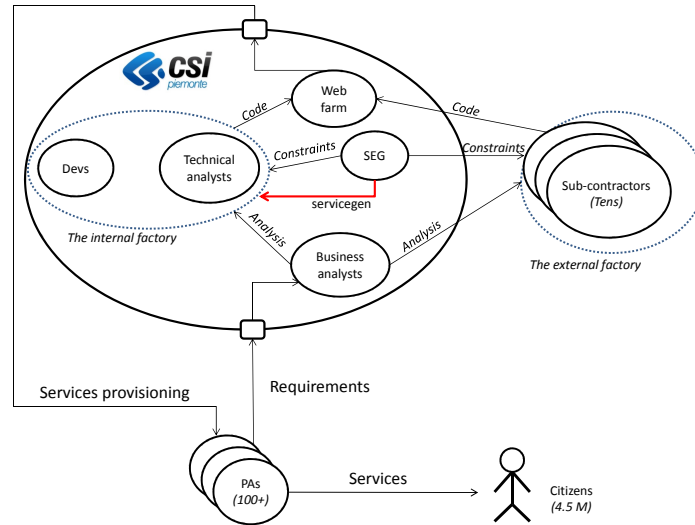 csi
piemonte
Web
farm
Code
Code
Devs
Technical
analysts
Constraints
SEG
Constraints
Sub-contractors
(Tens)
servicegen
The internal factory
Analysis
Analysis
Business
analysts
The external factory
Services provisioning
Requirements
PAs
(100+)
Services
Citizens
(4.5 M)